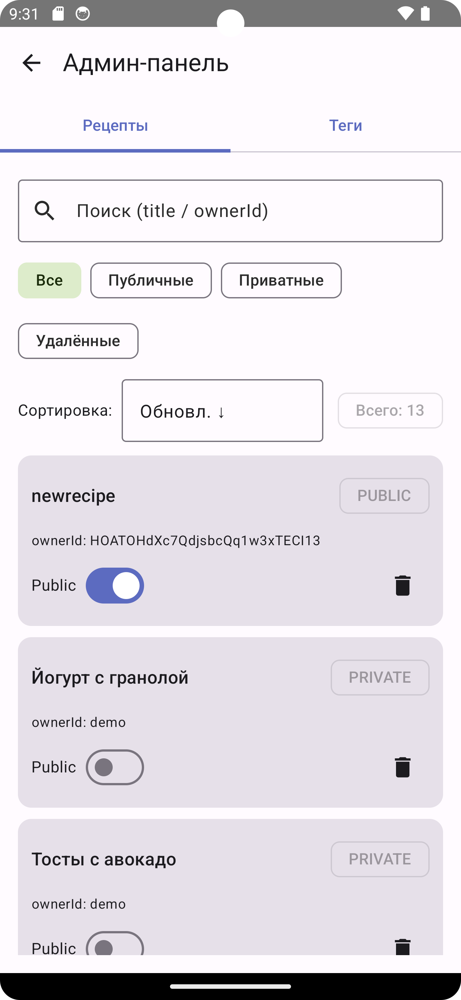 9:31
Админ-панель
Рецепты Теги
Поиск (title / ownerId)
Все Публичные Приватные
Удалённые
Сортировка: Обновл. ↓ Всего: 13
newrecipe PUBLIC
ownerId: HOATOHdXc7QdjsbcQq1w3xTECI13
Public
Йогурт с гранолой PRIVATE
ownerId: demo
Public
Тосты с авокадо PRIVATE
ownerId: demo
Public